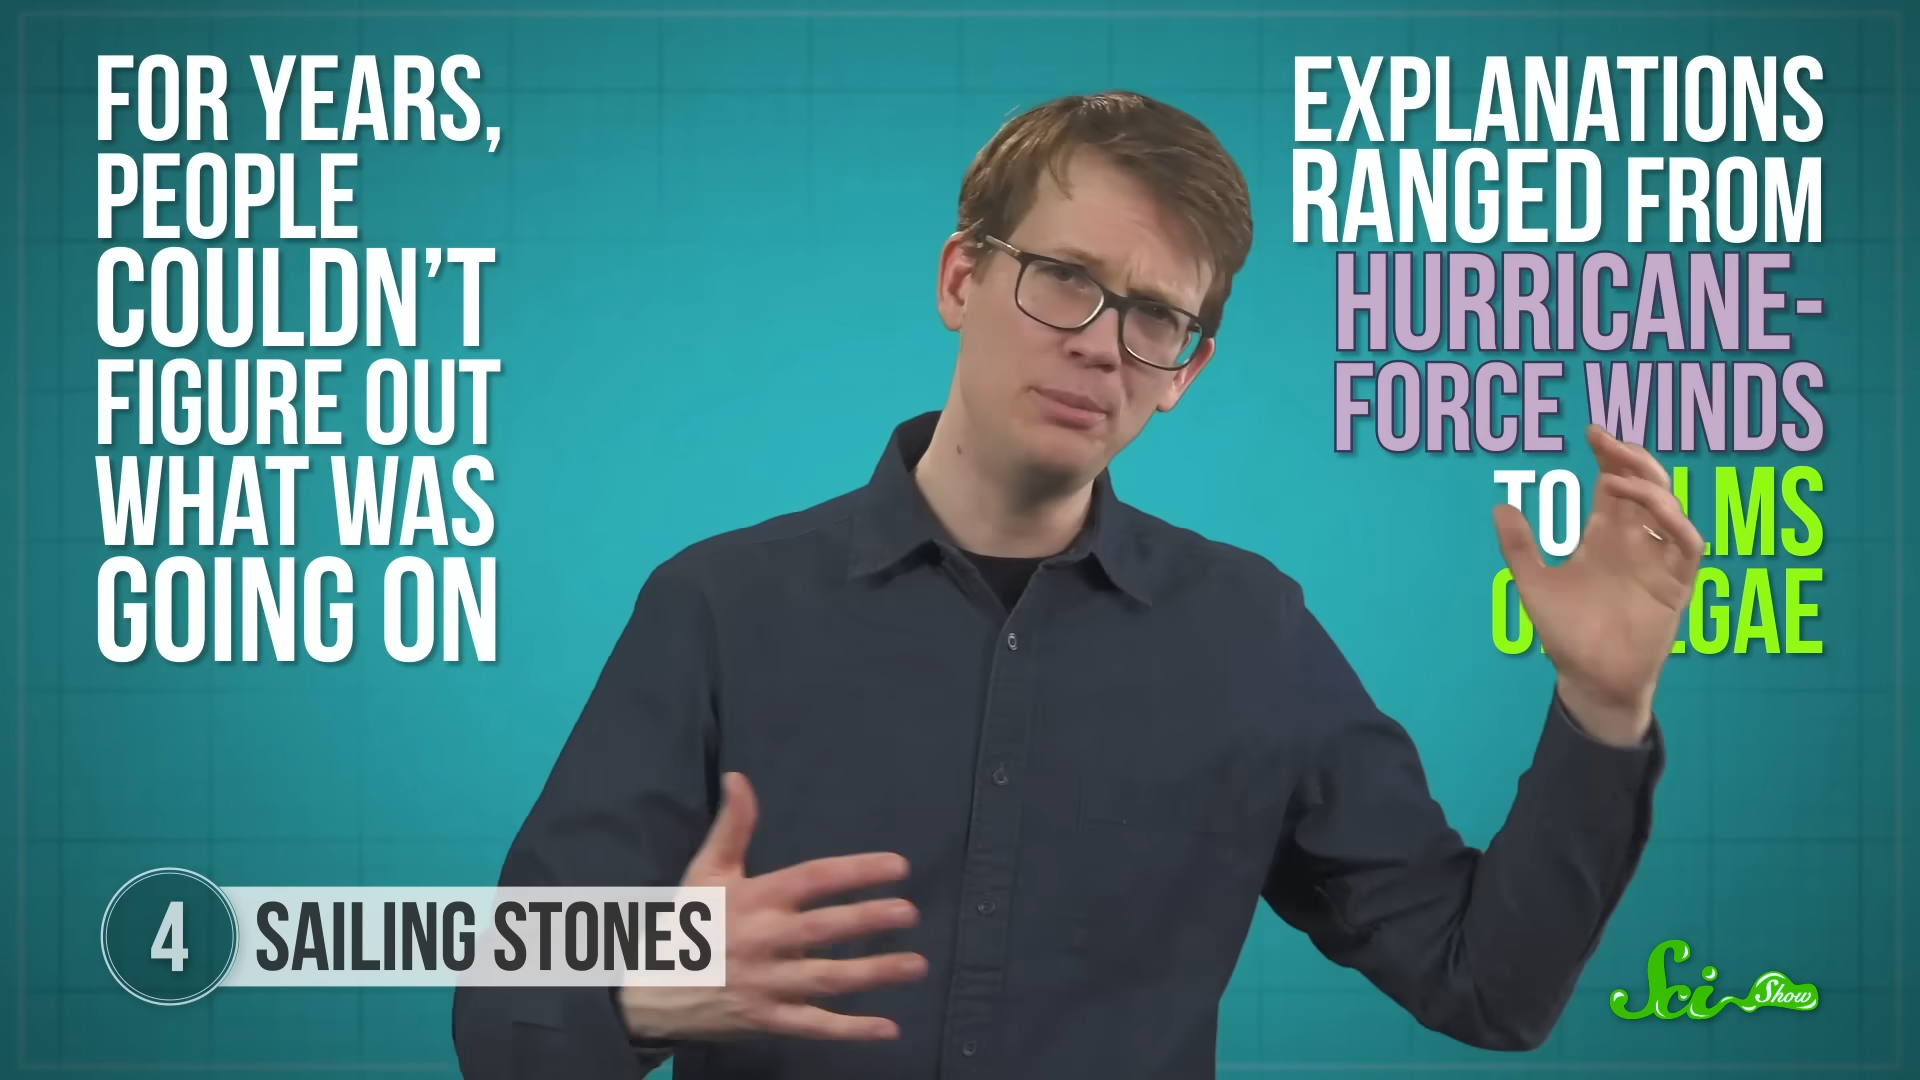 FOR YEARS,
PEOPLE
COULDN'T
FIGURE OUT
WHAT WAS
GOING ON
EXPLANATIONS
RANGED FROM
HURRICANE-
FORCE WINDS
TO
4
SAILING STONES
SciShow